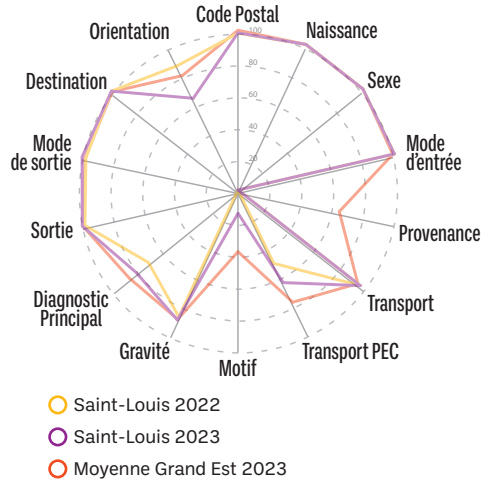 Code Postal
Naissance
Sexe
Mode
d'entrée
Provenance
Transport
Transport PEC
Motif
Gravité
Diagnostic
Principal
Sortie
Mode
de sortie
Destination
Orientation
100
80
60
40
20
Saint-Louis 2022
Saint-Louis 2023
Moyenne Grand Est 2023